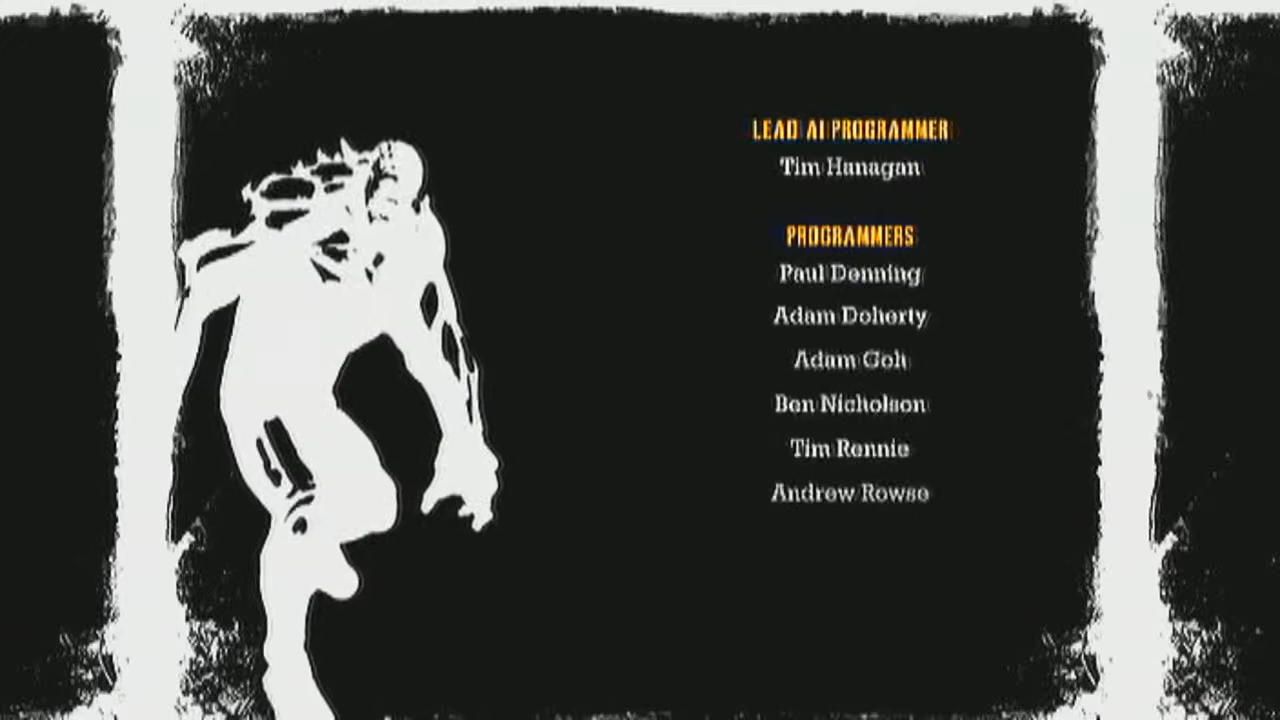 LEAD AI PROGRAMMER
Tim Hanagan
PROGRAMMERS
Paul Denning
Adam Doherty
Adam Goh
Ben Nicholson
Tim Rennie
Andrew Rowse